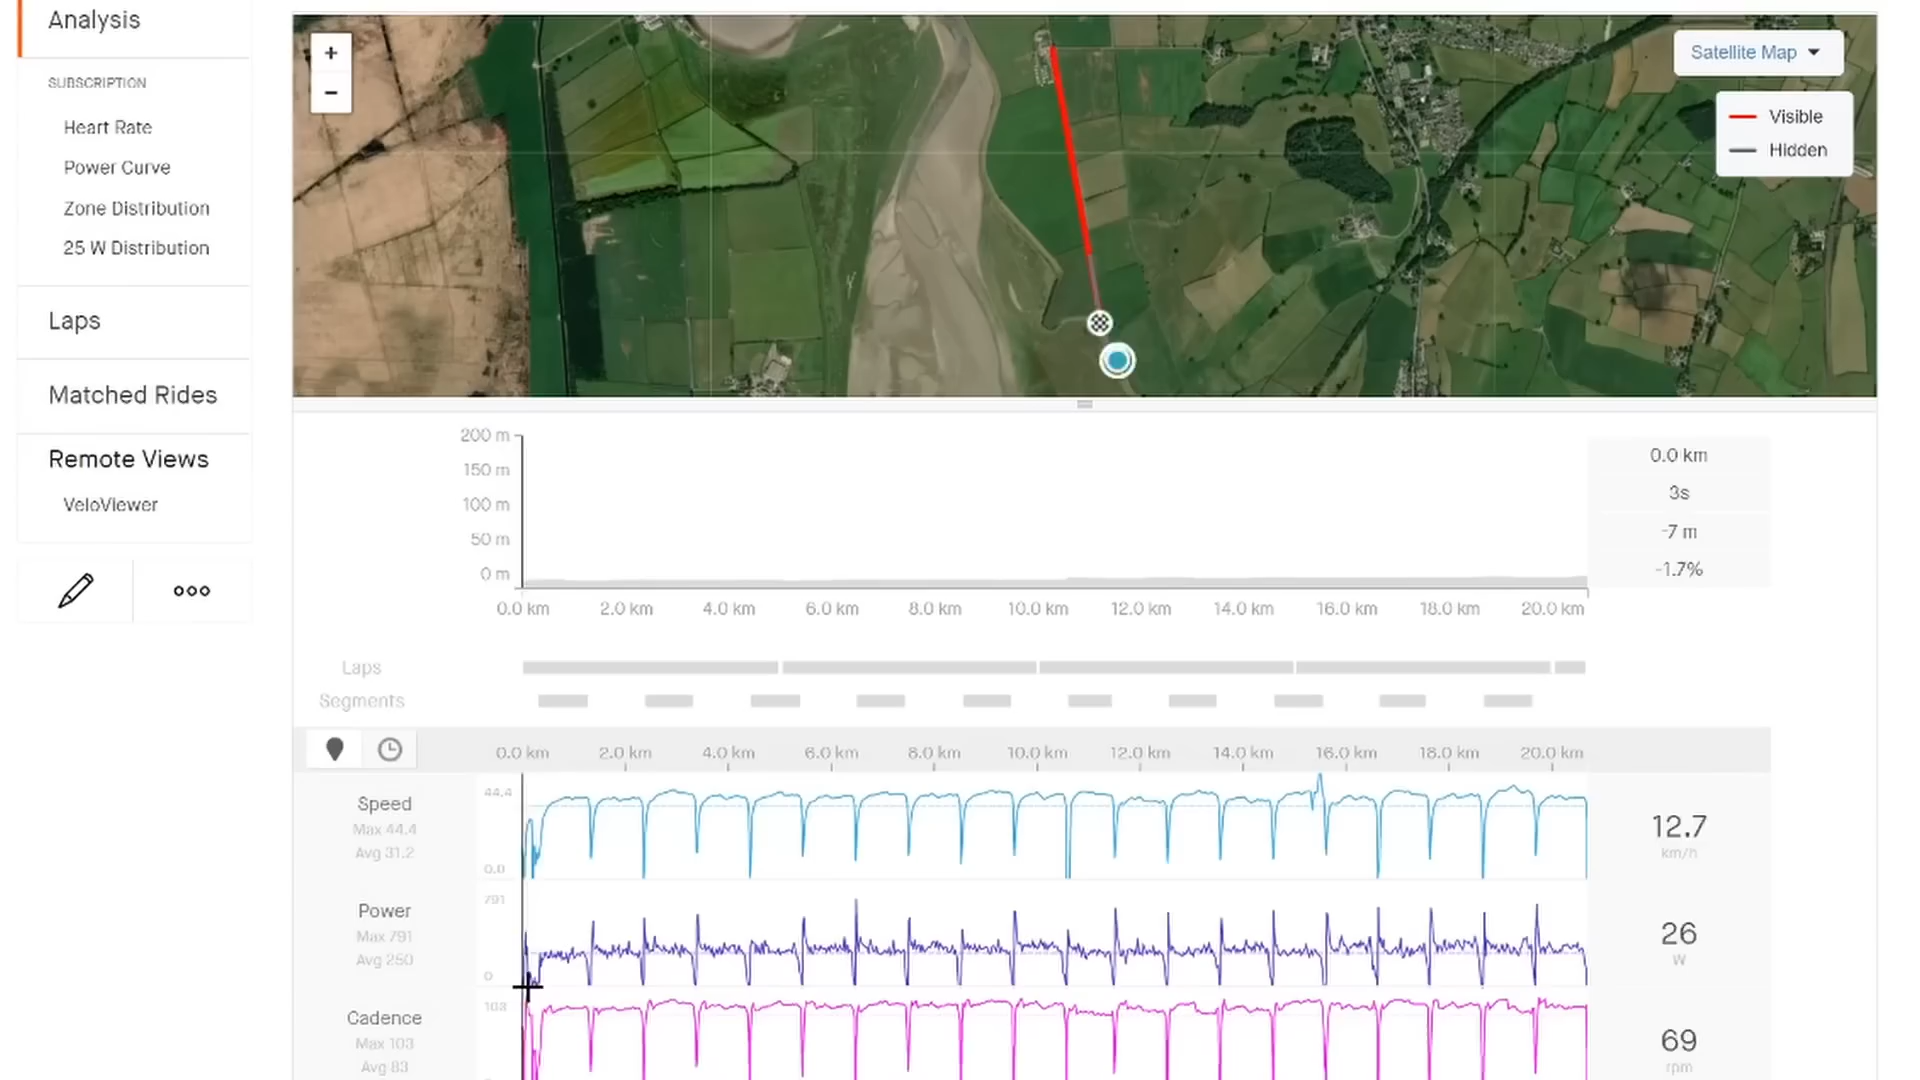 Analysis
SUBSCRIPTION
Heart Rate
Power Curve
Zone Distribution
25 W Distribution
Laps
Matched Rides
Remote Views
VeloViewer
+
−
Satellite Map
Visible
Hidden
200 m
150 m
100 m
50 m
0 m
0.0 km 2.0 km 4.0 km 6.0 km 8.0 km 10.0 km 12.0 km 14.0 km 16.0 km 18.0 km 20.0 km
0.0 km
3s
-7 m
-1.7%
Laps
Segments
0.0 km 2.0 km 4.0 km 6.0 km 8.0 km 10.0 km 12.0 km 14.0 km 16.0 km 18.0 km 20.0 km
Speed
Max 44.4
Avg 31.2
44.4
0.0
12.7
km/h
Power
Max 791
Avg 250
791
0
26
W
Cadence
Max 103
Avg 83
103
69
rpm